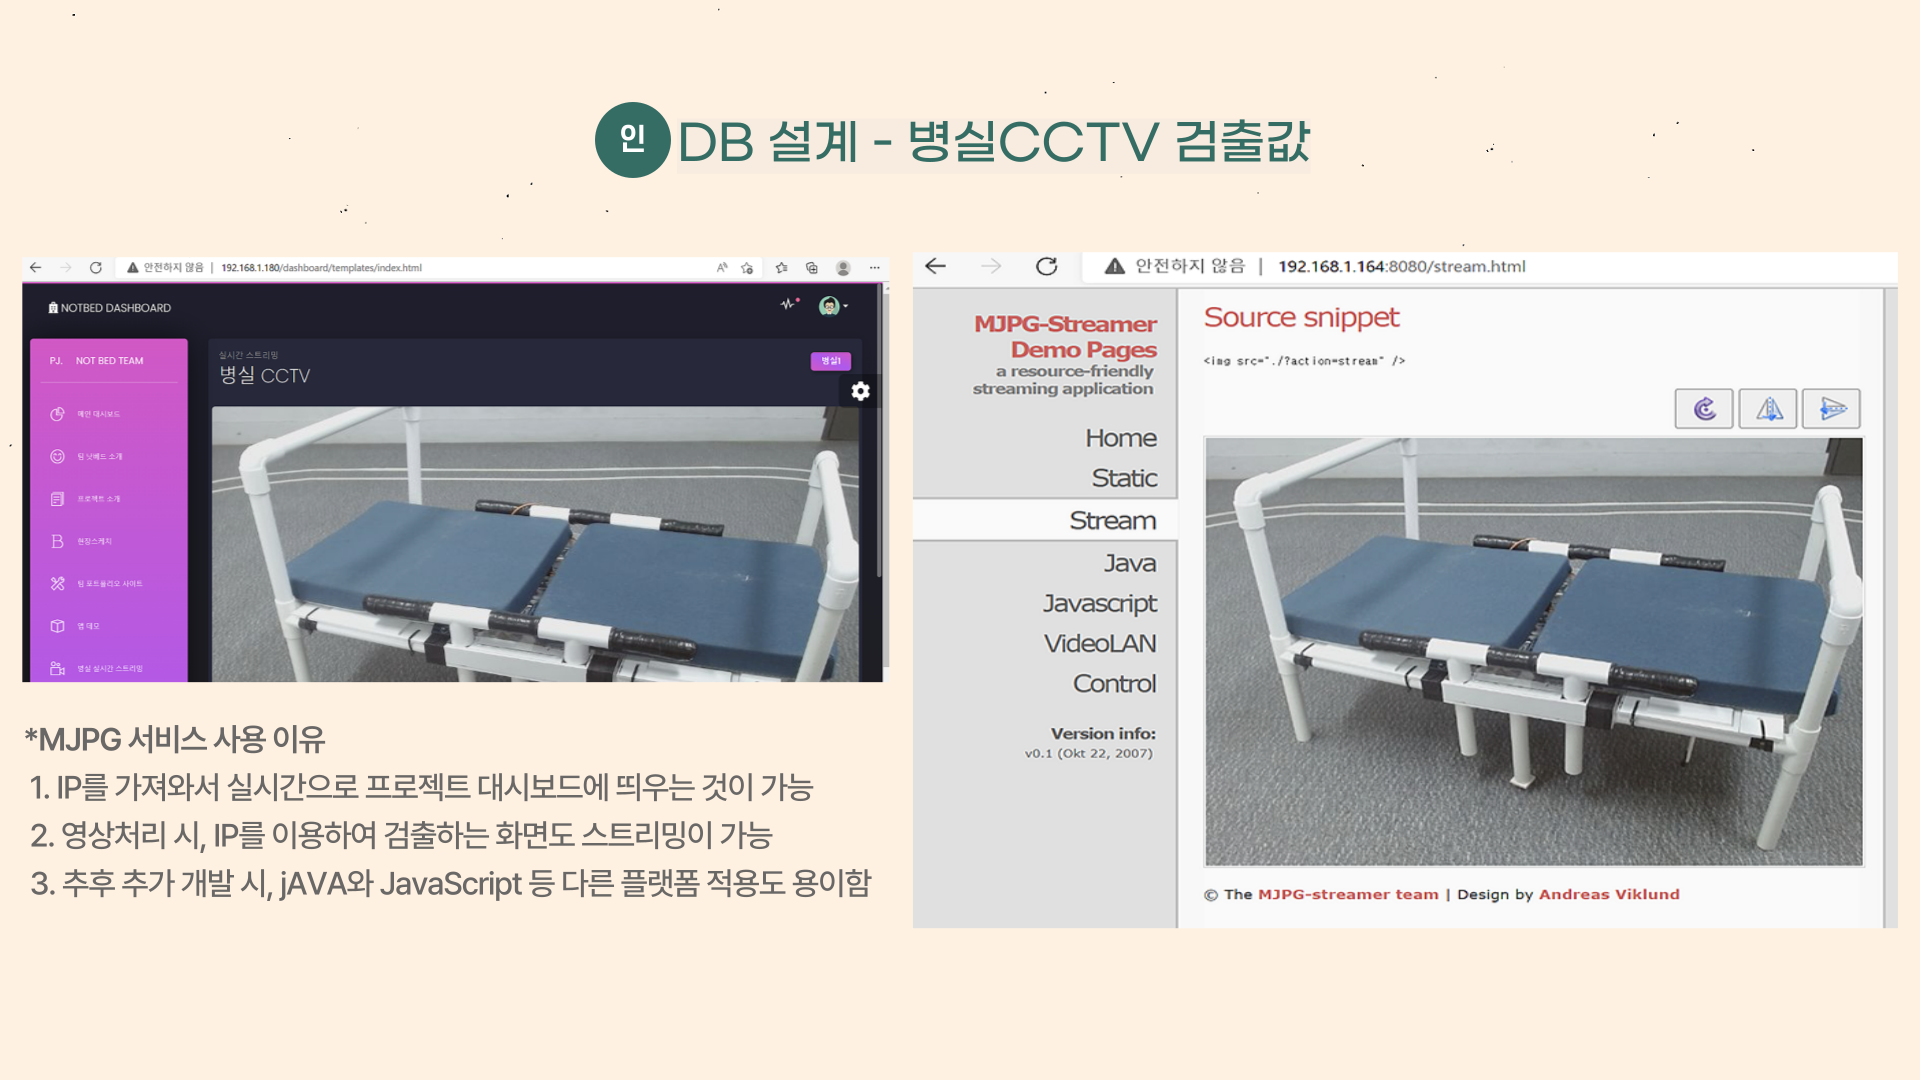 인 DB 설계 - 병실CCTV 검출값
안전하지 않음 | 192.168.1.180/dashboard/templates/index.html
NOTBED DASHBOARD
PJ. NOT BED TEAM
메인 대시보드
팀 낫베드 소개
프로젝트 소개
현장스케치
팀 포트폴리오 사이트
앱 데모
병실 실시간 스트리밍
실시간 스트리밍
병실 CCTV
병실1
*MJPG 서비스 사용 이유
1. IP를 가져와서 실시간으로 프로젝트 대시보드에 띄우는 것이 가능
2. 영상처리 시, IP를 이용하여 검출하는 화면도 스트리밍이 가능
3. 추후 추가 개발 시, jAVA와 JavaScript 등 다른 플랫폼 적용도 용이함
안전하지 않음 | 192.168.1.164:8080/stream.html
MJPG-Streamer
Demo Pages
a resource-friendly
streaming application
Home
Static
Stream
Java
Javascript
VideoLAN
Control
Version info:
v0.1 (Okt 22, 2007)
Source snippet
<img src="./?action=stream" />
© The MJPG-streamer team | Design by Andreas Viklund